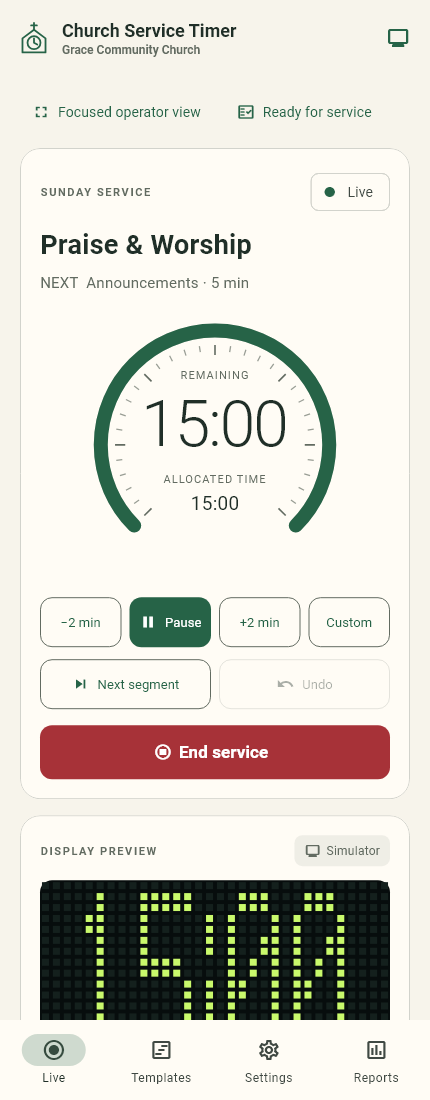 Church Service Timer
Grace Community Church
Focused operator view
Ready for service
SUNDAY SERVICE
Live
Praise & Worship
NEXT Announcements · 5 min
REMAINING
15:00
ALLOCATED TIME
15:00
−2 min
Pause
+2 min
Custom
Next segment
Undo
End service
DISPLAY PREVIEW
Simulator
15:00
Live
Templates
Settings
Reports